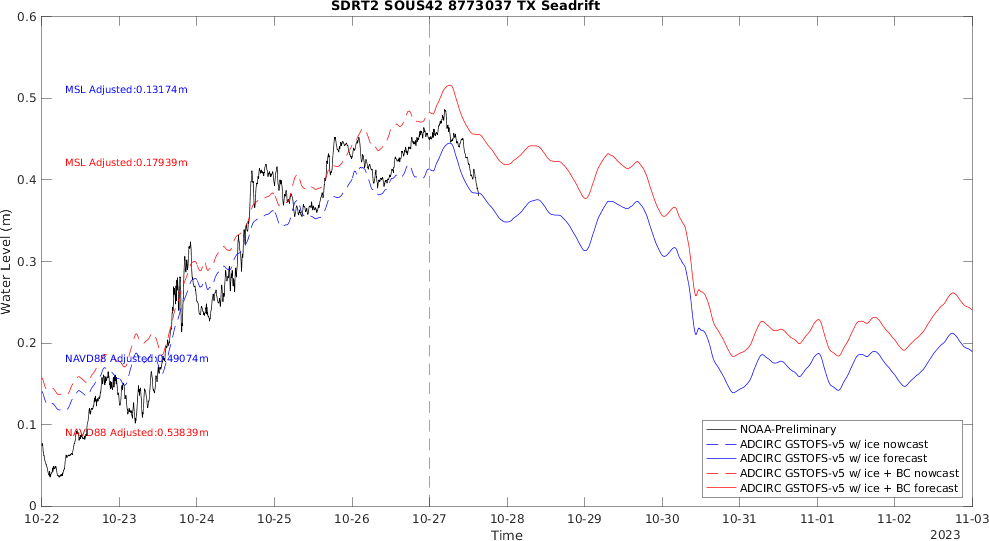 SDRT2 SOUS42 8773037 TX Seadrift
0.6
0.5
0.4
0.3
0.2
0.1
0
Water Level (m)
MSL Adjusted:0.13174m
MSL Adjusted:0.17939m
NAVD88 Adjusted:0.49074m
NAVD88 Adjusted:0.53839m
NOAA-Preliminary
ADCIRC GSTOFS-v5 w/ ice nowcast
ADCIRC GSTOFS-v5 w/ ice forecast
ADCIRC GSTOFS-v5 w/ ice + BC nowcast
ADCIRC GSTOFS-v5 w/ ice + BC forecast
10-22 10-23 10-24 10-25 10-26 10-27 10-28 10-29 10-30 10-31 11-01 11-02 11-03
Time
2023